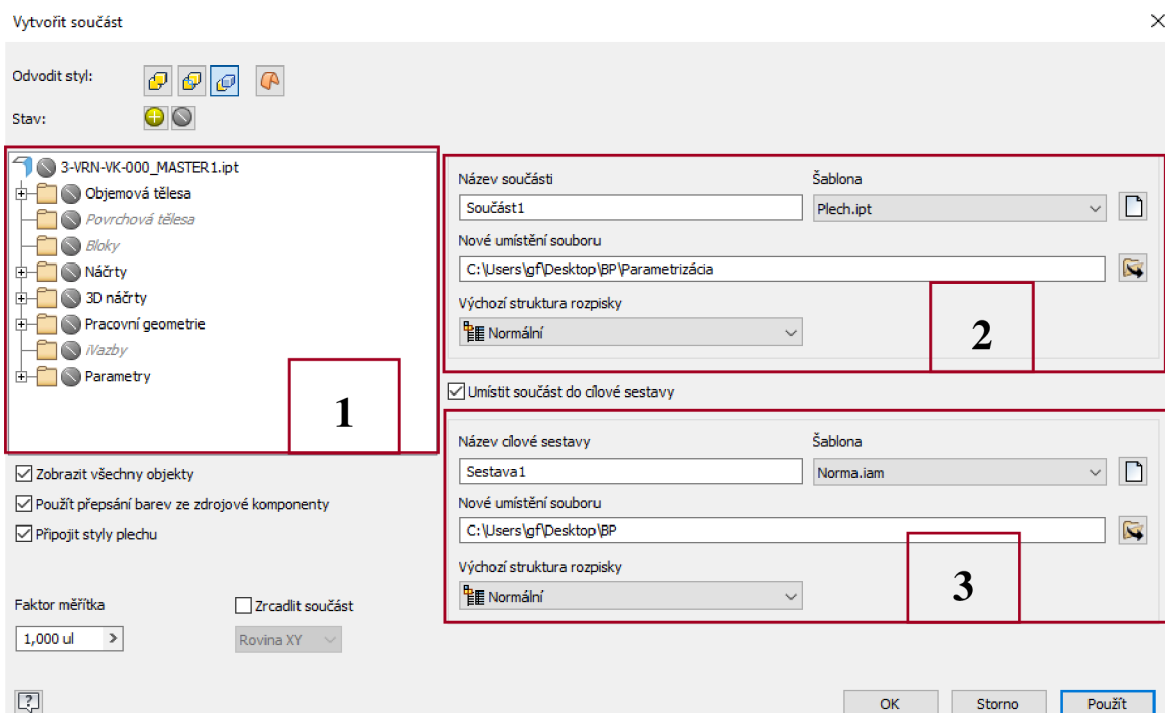 Vytvořit součást
Odvodit styl:
Stav:
3-VRN-VK-000_MASTER1.ipt
Objemová tělesa
Povrchová tělesa
Bloky
Náčrty
3D náčrty
Pracovní geometrie
iVazby
Parametry
1
Zobrazit všechny objekty
Použít přepsání barev ze zdrojové komponenty
Připojit styly plechu
Faktor měřítka
Zrcadlit součást
1,000 ul
Rovina XY
Název součásti
Šablona
Součást1
Plech.ipt
Nové umístění souboru
C:\Users\gf\Desktop\BP\Parametrizácia
Výchozí struktura rozpisky
Normální
2
Umístit součást do cílové sestavy
Název cílové sestavy
Šablona
Sestava1
Norma.iam
Nové umístění souboru
C:\Users\gf\Desktop\BP
Výchozí struktura rozpisky
Normální
3
OK
Storno
Použít